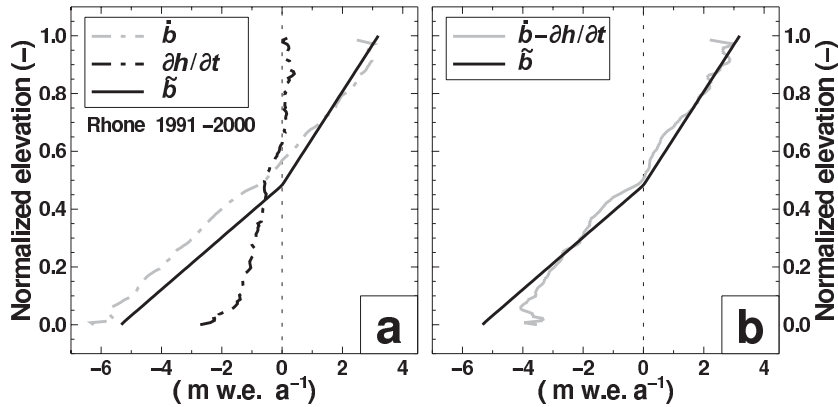 ḃ
∂h/∂t
b̃
Rhone 1991 –2000
Normalized elevation (–)
1.0
0.8
0.6
0.4
0.2
0.0
a
−6 −4 −2 0 2 4
( m w.e. a⁻¹)
ḃ−∂h/∂t
b̃
b
−6 −4 −2 0 2 4
( m w.e. a⁻¹)
1.0
0.8
0.6
0.4
0.2
0.0
Normalized elevation (–)